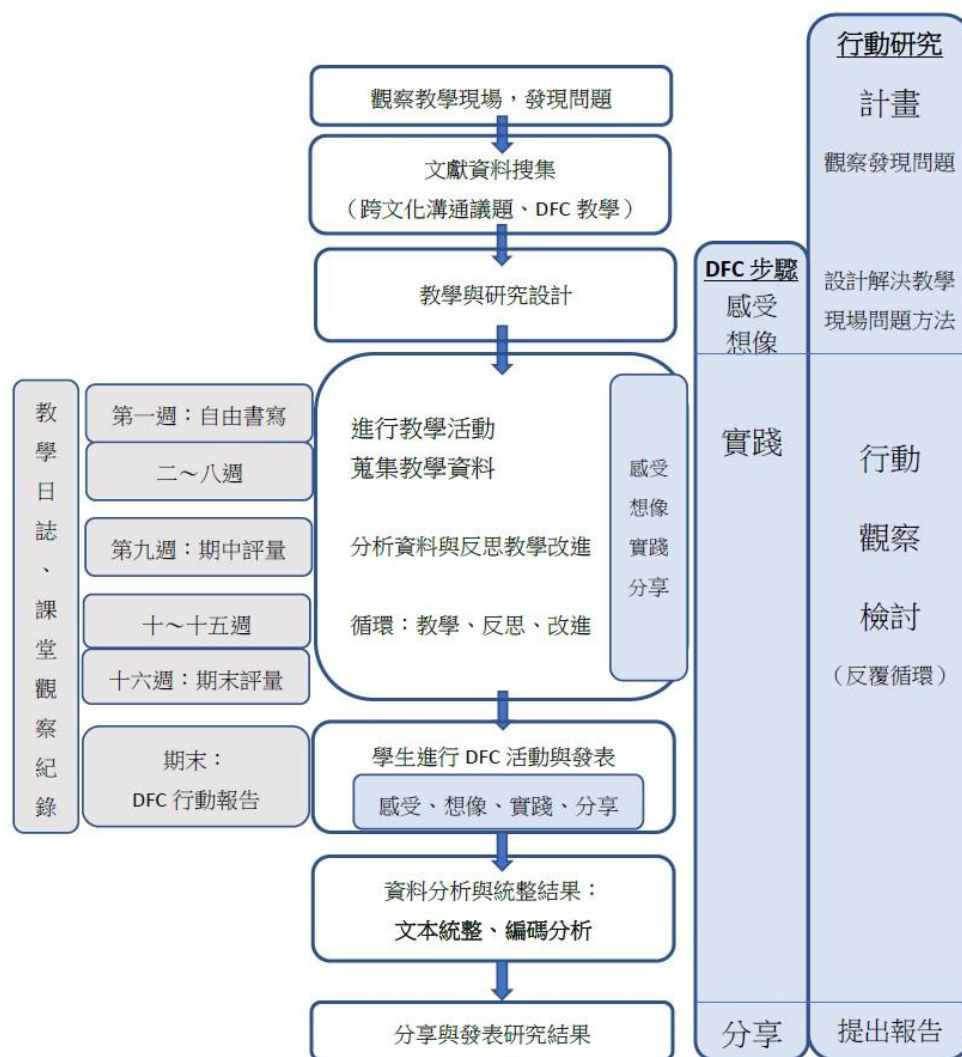 觀察教學現場，發現問題
文獻資料搜集
（跨文化溝通議題、DFC 教學）
教學與研究設計
進行教學活動
蒐集教學資料
分析資料與反思教學改進
循環：教學、反思、改進
感受
想像
實踐
分享
學生進行 DFC 活動與發表
感受、想像、實踐、分享
資料分析與統整結果：
文本統整、編碼分析
分享與發表研究結果
教學日誌、課堂觀察紀錄
第一週：自由書寫
二～八週
第九週：期中評量
十～十五週
十六週：期末評量
期末：
DFC 行動報告
DFC 步驟
感受
想像
實踐
分享
行動研究
計畫
觀察發現問題
設計解決教學
現場問題方法
行動
觀察
檢討
（反覆循環）
提出報告